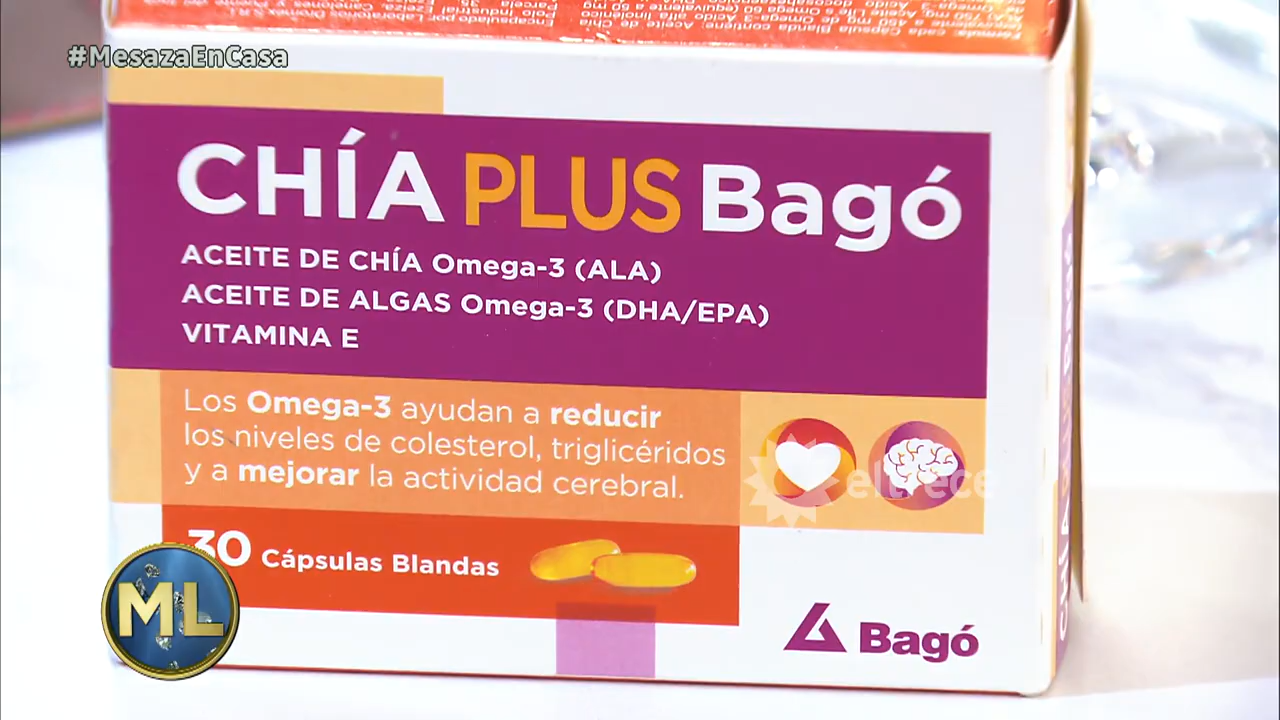 #MesazaEnCasa
CHÍA PLUS Bagó
ACEITE DE CHÍA Omega-3 (ALA)
ACEITE DE ALGAS Omega-3 (DHA/EPA)
VITAMINA E
Los Omega-3 ayudan a reducir
los niveles de colesterol, triglicéridos
y a mejorar la actividad cerebral.
eltrece
30 Cápsulas Blandas
ML
Bagó